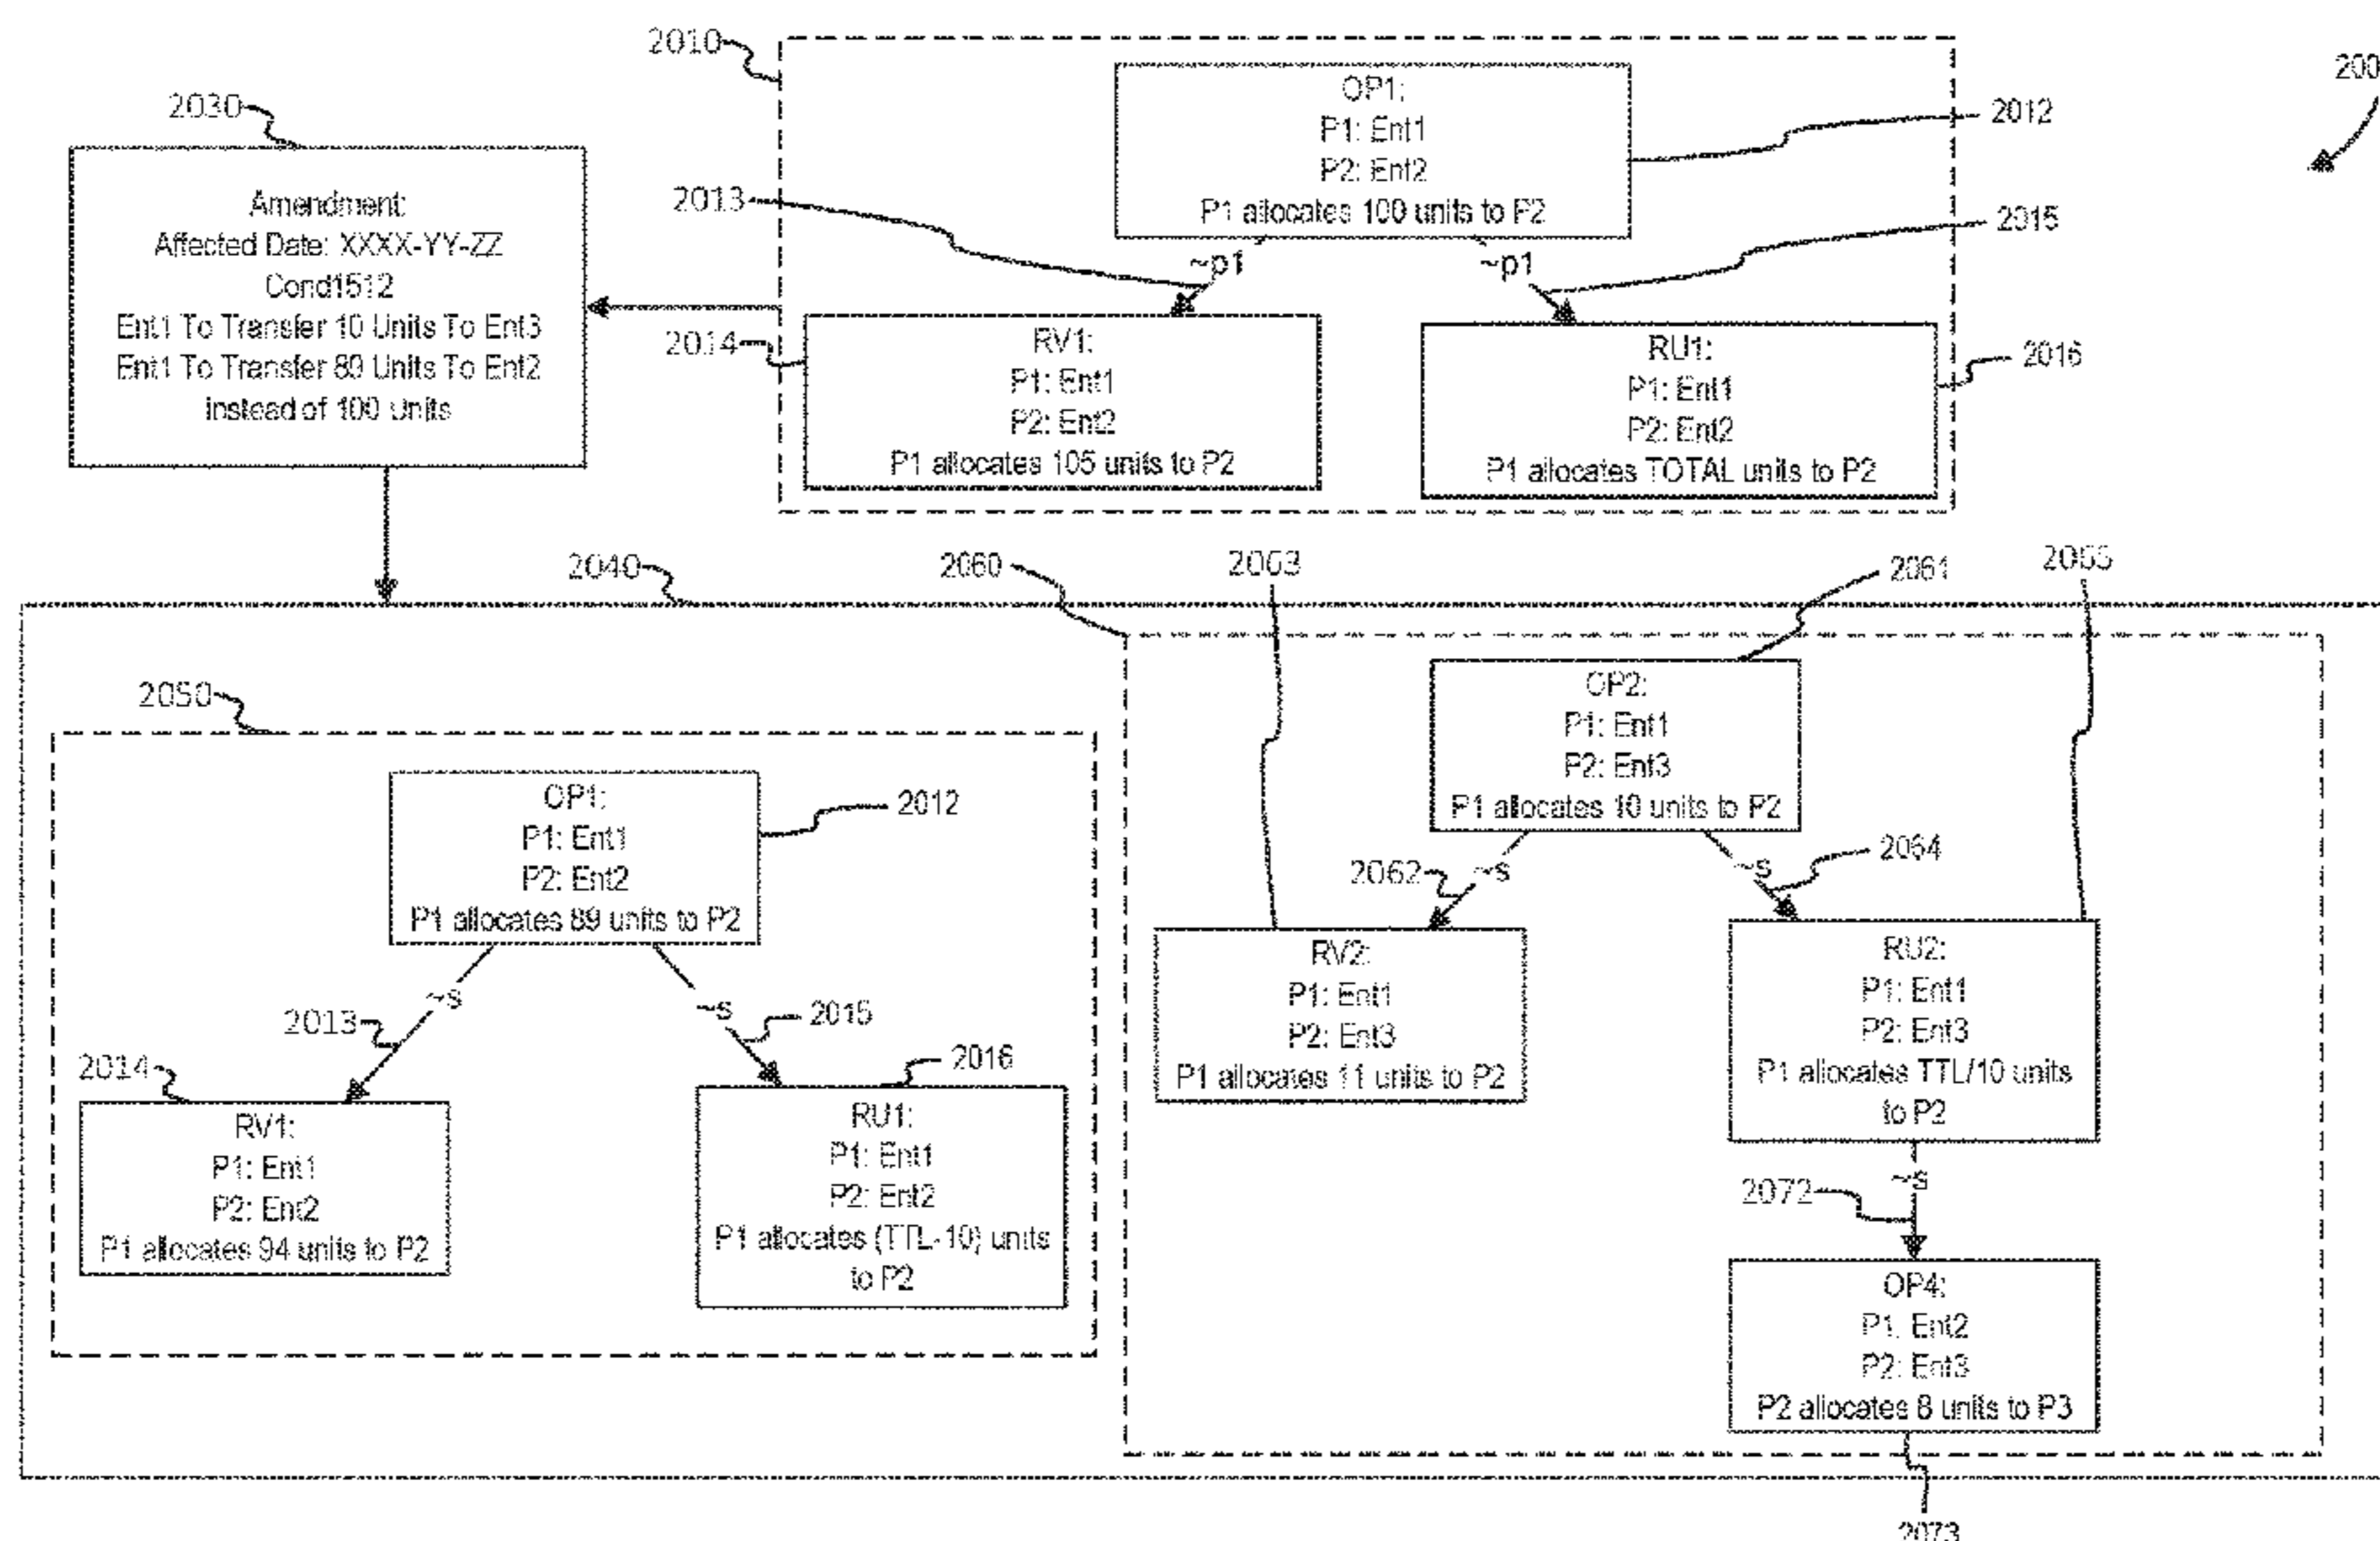 2010
200
2030
OP1:
P1: Ent1
P2: Ent2
P1 allocates 100 units to P2
2012
2013
2015
Amendment:
Affected Date: XXXX-YY-ZZ
Cond1512
Ent1 To Transfer 10 Units To Ent3
Ent1 To Transfer 89 Units To Ent2
instead of 100 Units
~p1
~p1
2014
RV1:
P1: Ent1
P2: Ent2
P1 allocates 105 units to P2
RU1:
P1: Ent1
P2: Ent2
P1 allocates TOTAL units to P2
2016
2040
2060
2063
2061
2065
2050
OP1:
P1: Ent1
P2: Ent2
P1 allocates 89 units to P2
2012
~s
~s
2013
2015
2014
RV1:
P1: Ent1
P2: Ent2
P1 allocates 94 units to P2
2016
RU1:
P1: Ent1
P2: Ent2
P1 allocates (TTL-10) units
to P2
OP2:
P1: Ent1
P2: Ent3
P1 allocates 10 units to P2
2062
~s
~s
2064
RV2:
P1: Ent1
P2: Ent3
P1 allocates 11 units to P2
RU2:
P1: Ent1
P2: Ent3
P1 allocates TTL/10 units
to P2
~s
2072
OP4:
P1: Ent2
P2: Ent3
P2 allocates 8 units to P3
2073